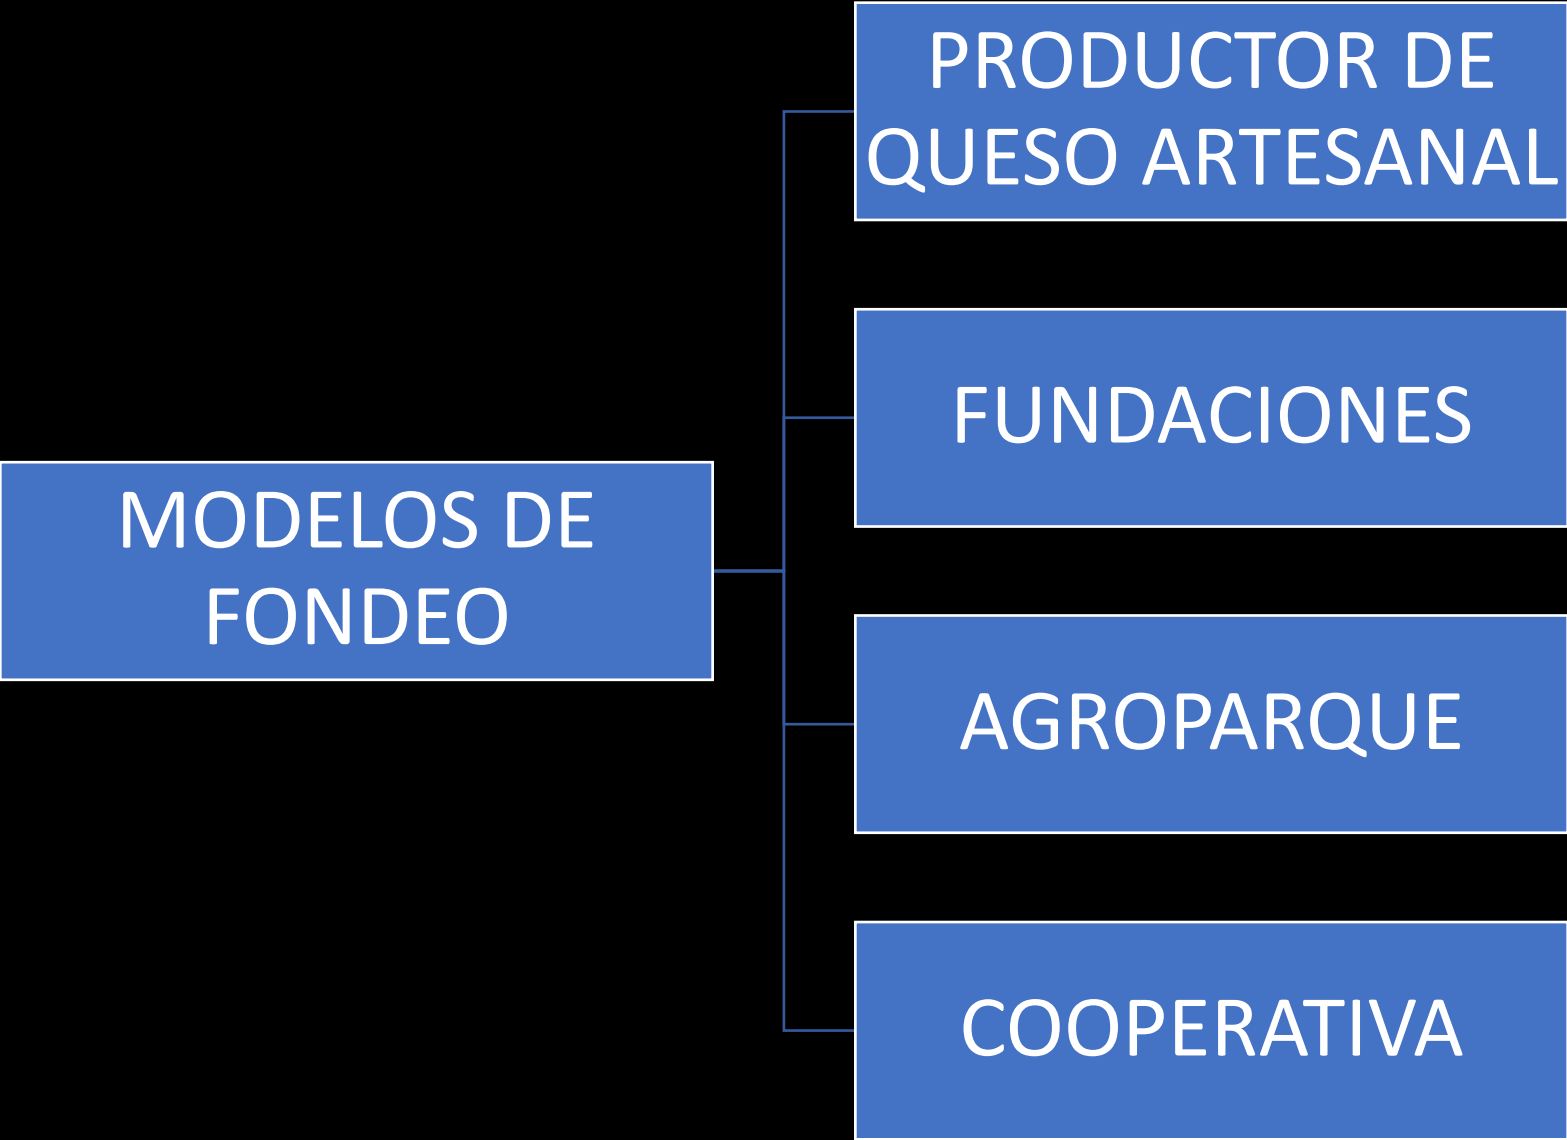 PRODUCTOR DE
QUESO ARTESANAL
FUNDACIONES
MODELOS DE
FONDEO
AGROPARQUE
COOPERATIVA